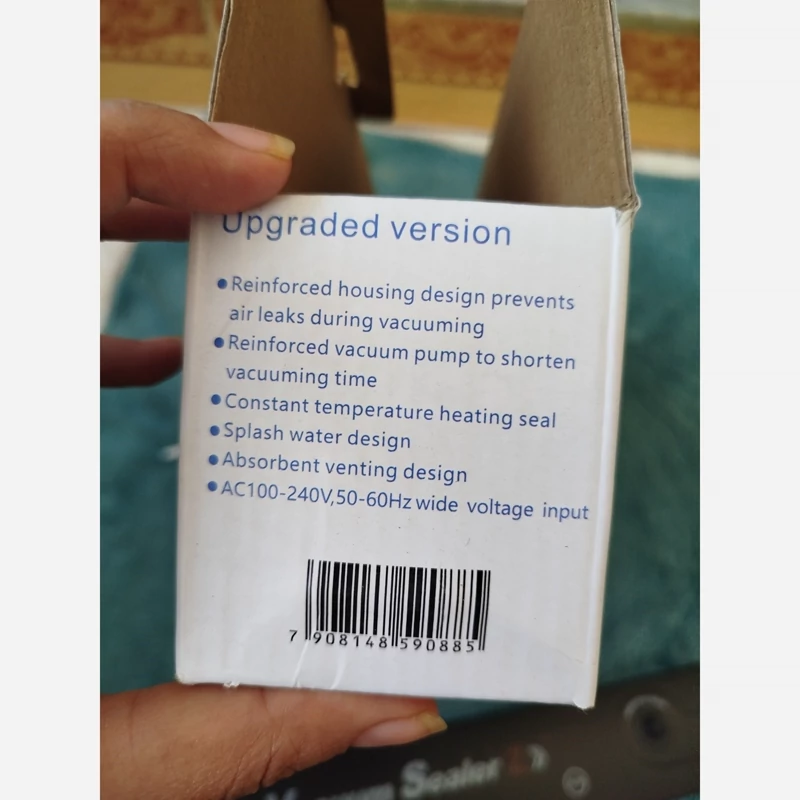 Upgraded version
●Reinforced housing design prevents
air leaks during vacuuming
●Reinforced vacuum pump to shorten
vacuuming time
●Constant temperature heating seal
●Splash water design
●Absorbent venting design
●AC100-240V,50-60Hz wide voltage input
7 908148 590885
Sealer